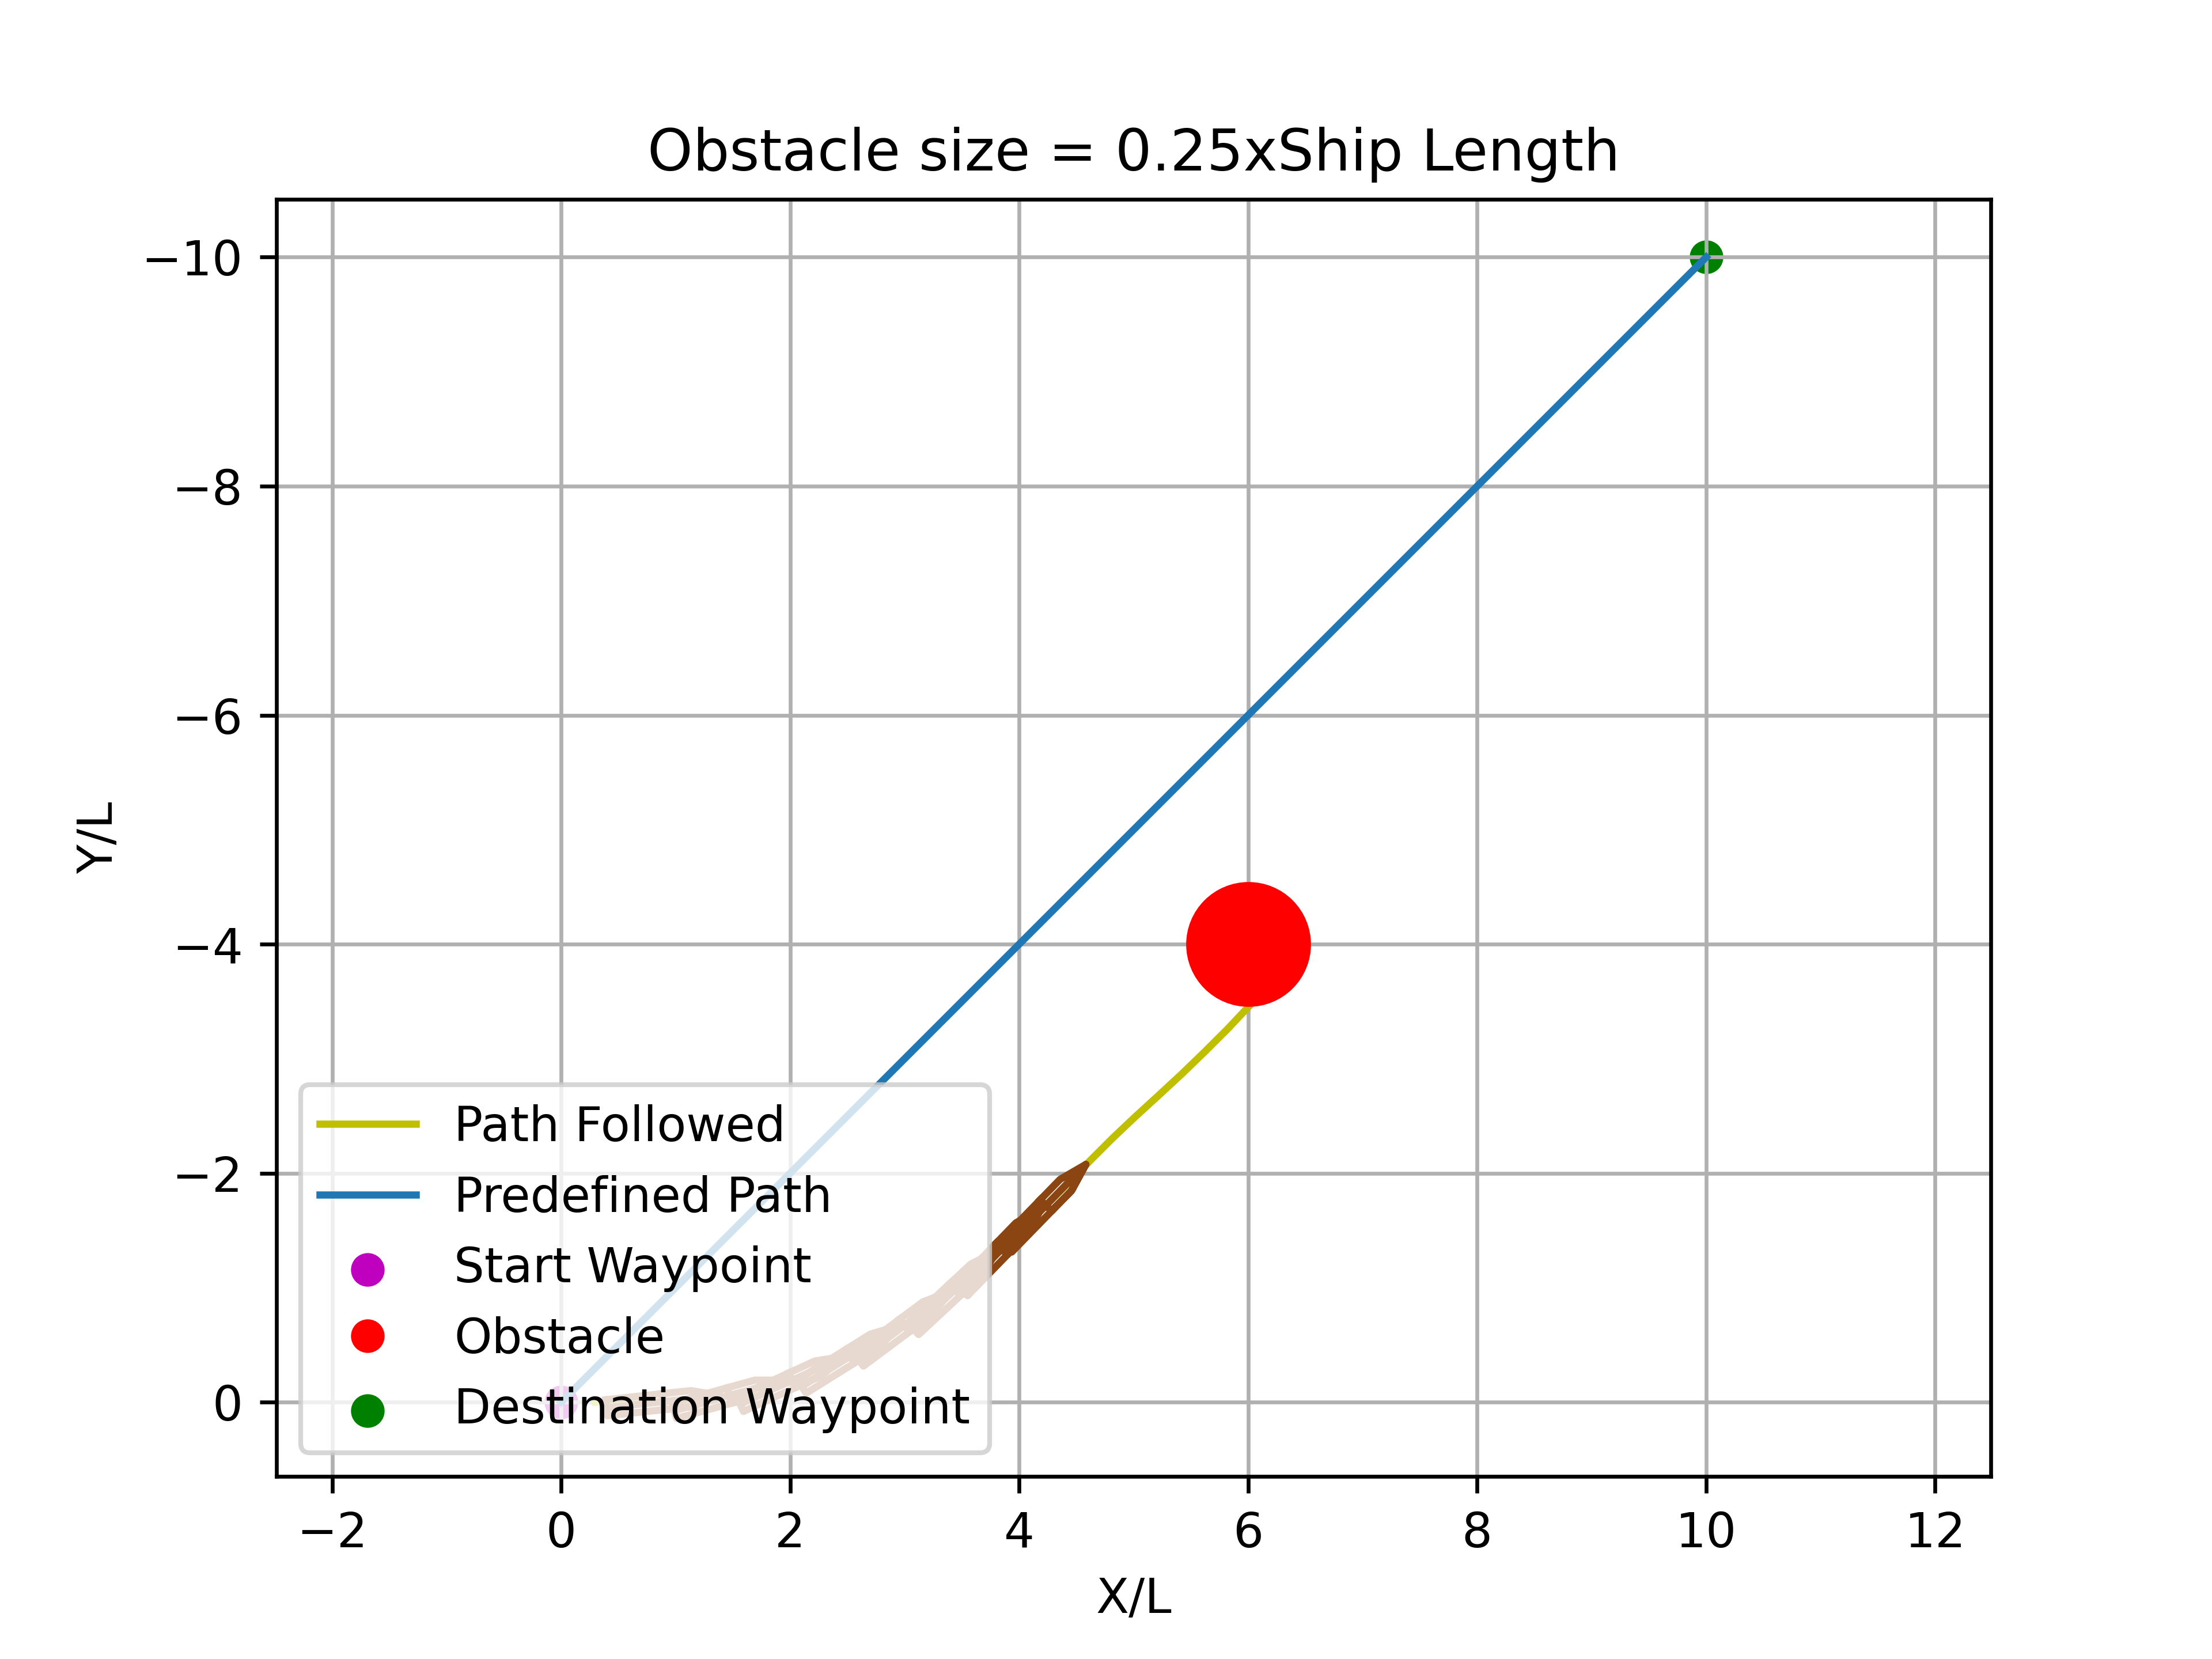 Obstacle size = 0.25xShip Length
−10
−8
−6
−4
−2
0
Y/L
Path Followed
Predefined Path
Start Waypoint
Obstacle
Destination Waypoint
−2 0 2 4 6 8 10 12
X/L